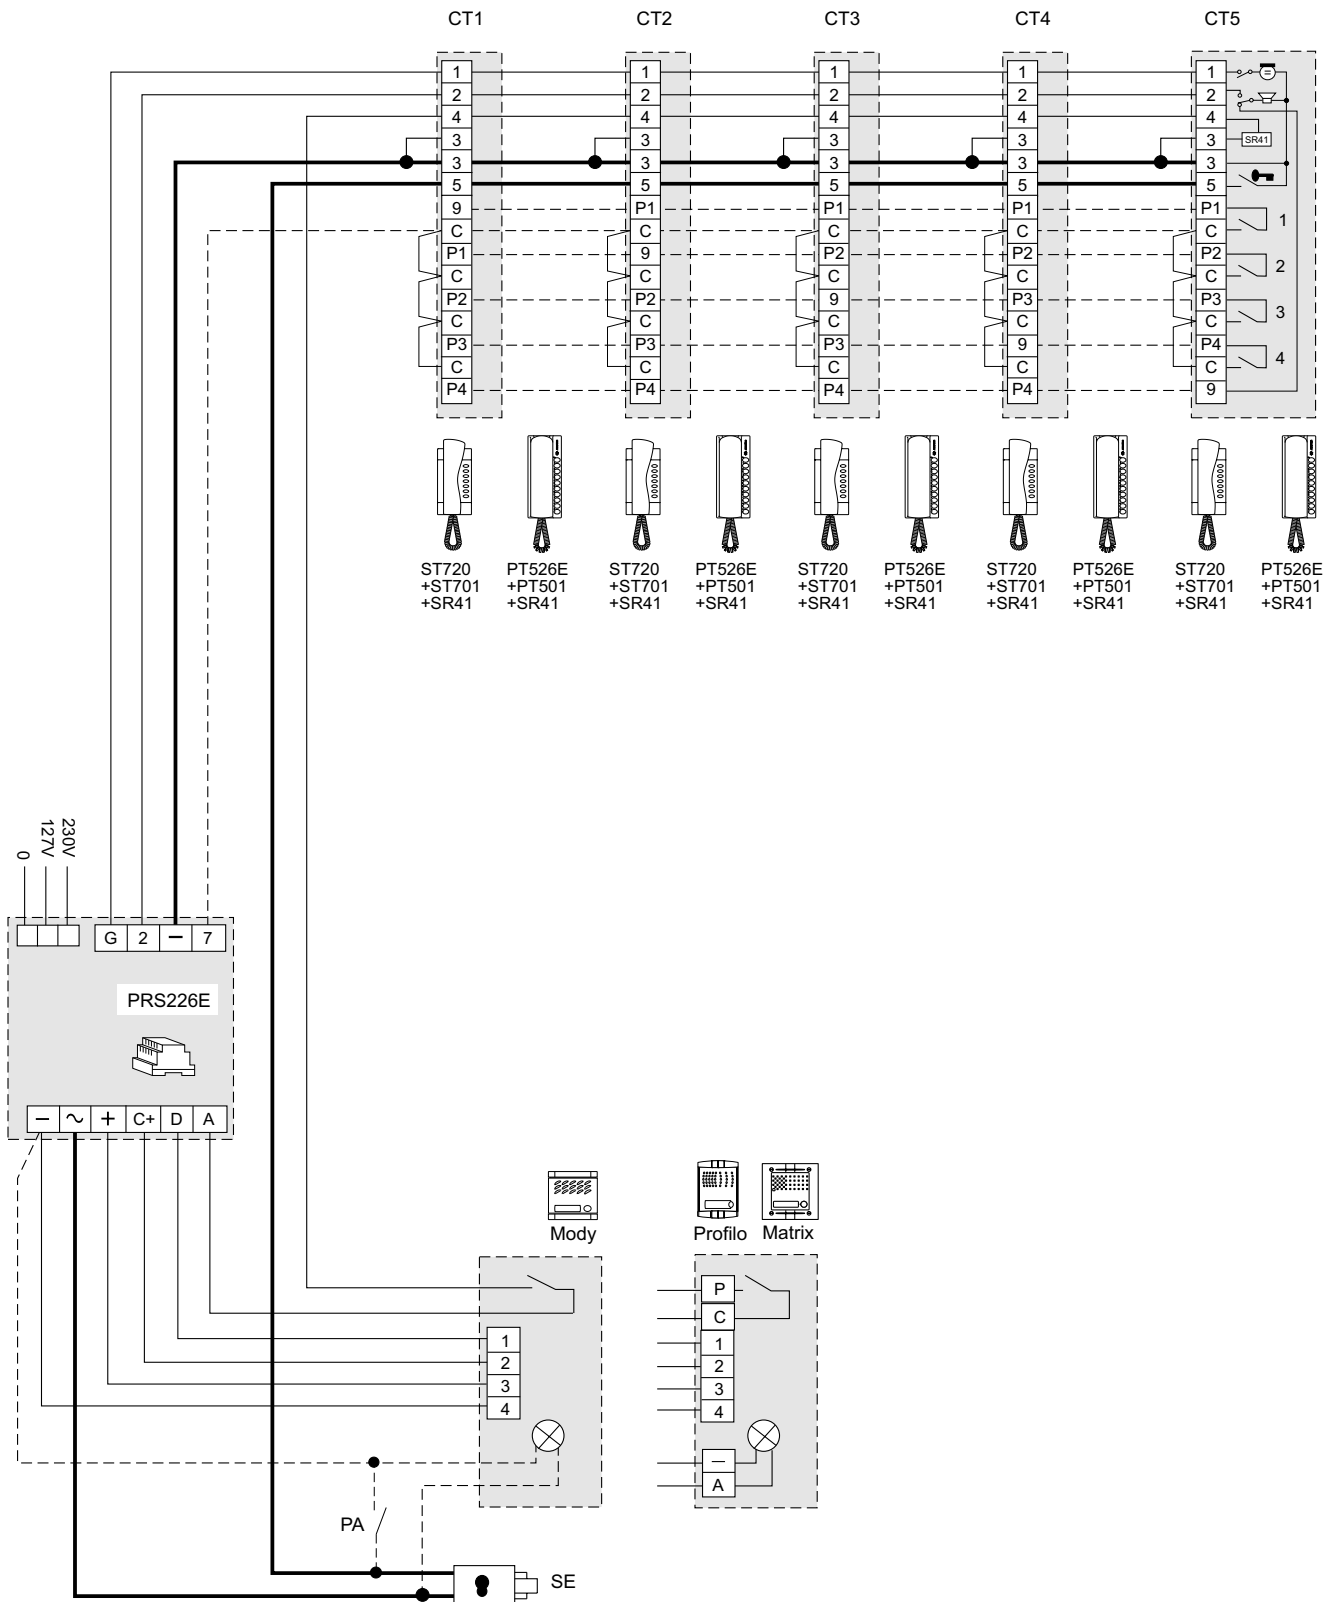 CT1 CT2 CT3 CT4 CT5
1 1 1 1 1
2 2 2 2 2
4 4 4 4 4
3 3 3 3 3 SR41
3 3 3 3 3
5 5 5 5 5
9 P1 P1 P1 P1 1
C C C C C
P1 9 P2 P2 P2 2
C C C C C
P2 P2 9 P3 P3 3
C C C C C
P3 P3 P3 9 P4 4
C C C C C
P4 P4 P4 P4 9
ST720 PT526E ST720 PT526E ST720 PT526E ST720 PT526E ST720 PT526E
+ST701 +PT501 +ST701 +PT501 +ST701 +PT501 +ST701 +PT501 +ST701 +PT501
+SR41 +SR41 +SR41 +SR41 +SR41 +SR41 +SR41 +SR41 +SR41 +SR41
0 127V 230V
G 2 – 7
PRS226E
– ~ + C+ D A
Mody Profilo Matrix
P
C
1 1
2 2
3 3
4 4
–
A
PA
SE